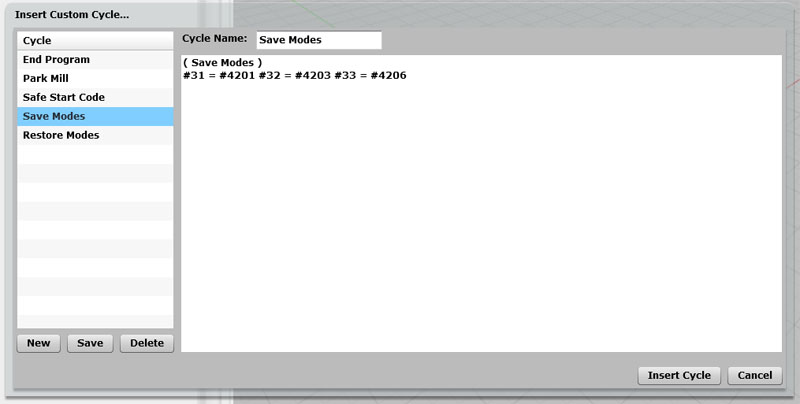 Insert Custom Cycle...
Cycle
End Program
Park Mill
Safe Start Code
Save Modes
Restore Modes
New Save Delete
Cycle Name: Save Modes
( Save Modes )
#31 = #4201 #32 = #4203 #33 = #4206
Insert Cycle Cancel